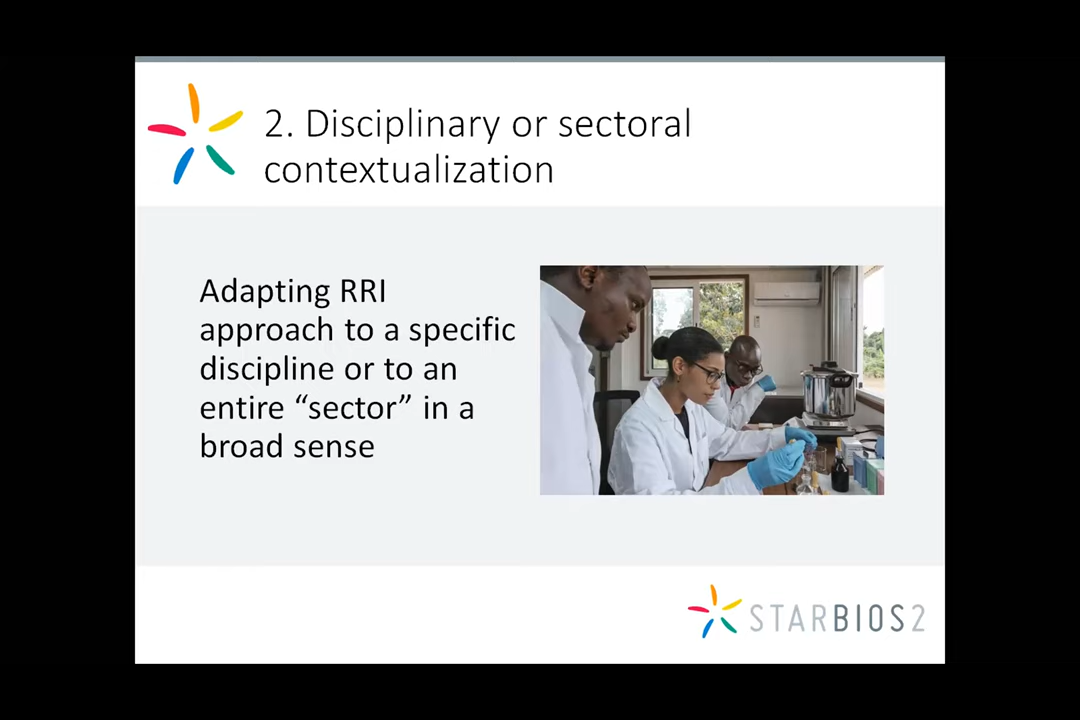 2. Disciplinary or sectoral
contextualization
Adapting RRI
approach to a specific
discipline or to an
entire “sector” in a
broad sense
STARBIOS2